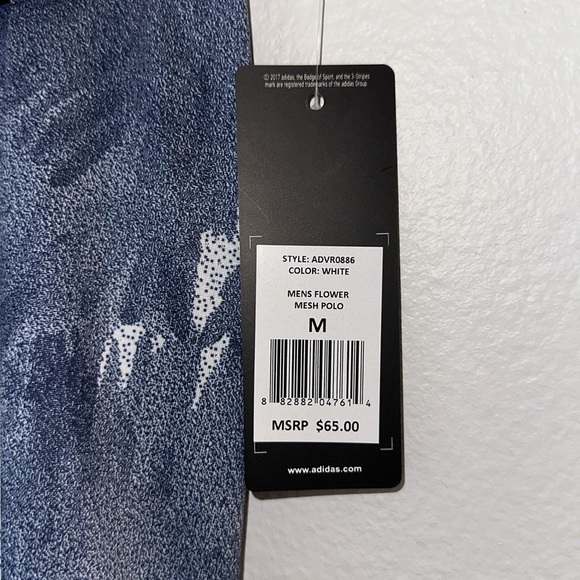 © 2017 adidas, the Badge of Sport, and the 3-Stripes
mark are registered trademarks of the adidas Group.
STYLE: ADVR0886
COLOR: WHITE
MENS FLOWER
MESH POLO
M
8 82882 04761 4
MSRP $65.00
www.adidas.com